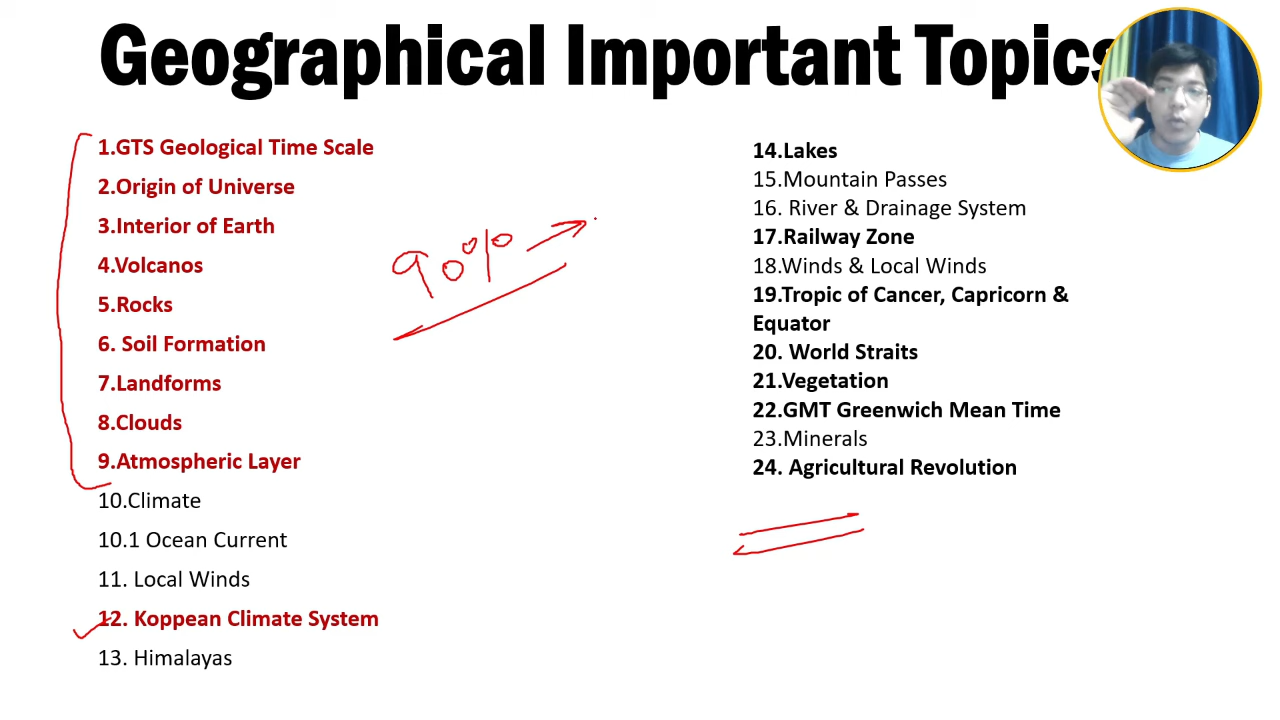 Geographical Important Topics
1.GTS Geological Time Scale
2.Origin of Universe
3.Interior of Earth
4.Volcanos
5.Rocks
6. Soil Formation
7.Landforms
8.Clouds
9.Atmospheric Layer
10.Climate
10.1 Ocean Current
11. Local Winds
12. Koppean Climate System
13. Himalayas
90%
14.Lakes
15.Mountain Passes
16. River & Drainage System
17.Railway Zone
18.Winds & Local Winds
19.Tropic of Cancer, Capricorn &
Equator
20. World Straits
21.Vegetation
22.GMT Greenwich Mean Time
23.Minerals
24. Agricultural Revolution